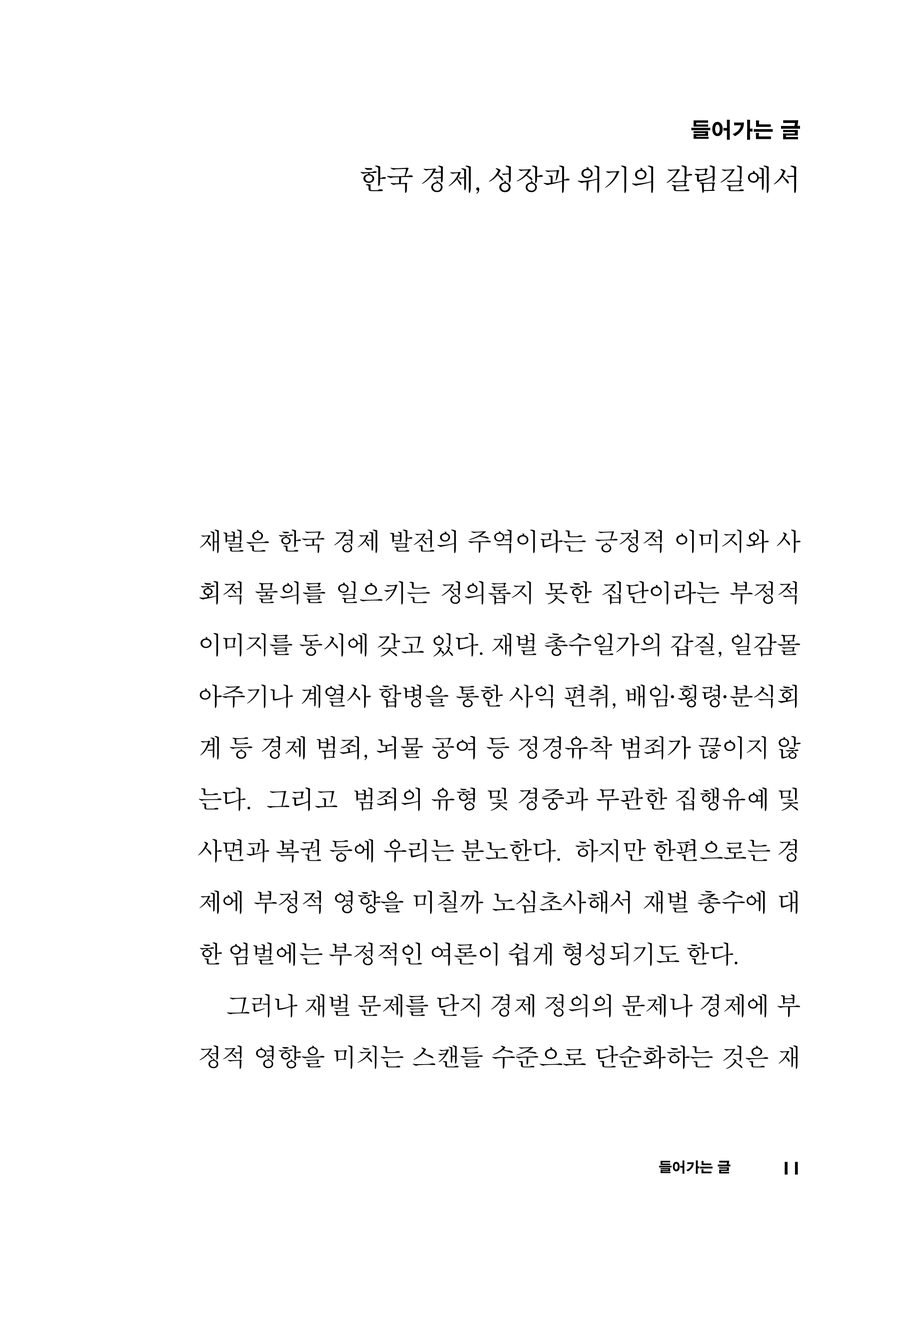 들어가는 글
한국 경제, 성장과 위기의 갈림길에서
재벌은 한국 경제 발전의 주역이라는 긍정적 이미지와 사
회적 물의를 일으키는 정의롭지 못한 집단이라는 부정적
이미지를 동시에 갖고 있다. 재벌 총수일가의 갑질, 일감몰
아주기나 계열사 합병을 통한 사익 편취, 배임·횡령·분식회
계 등 경제 범죄, 뇌물 공여 등 정경유착 범죄가 끊이지 않
는다. 그리고 범죄의 유형 및 경중과 무관한 집행유예 및
사면과 복권 등에 우리는 분노한다. 하지만 한편으로는 경
제에 부정적 영향을 미칠까 노심초사해서 재벌 총수에 대
한 엄벌에는 부정적인 여론이 쉽게 형성되기도 한다.
그러나 재벌 문제를 단지 경제 정의의 문제나 경제에 부
정적 영향을 미치는 스캔들 수준으로 단순화하는 것은 재
들어가는 글 11